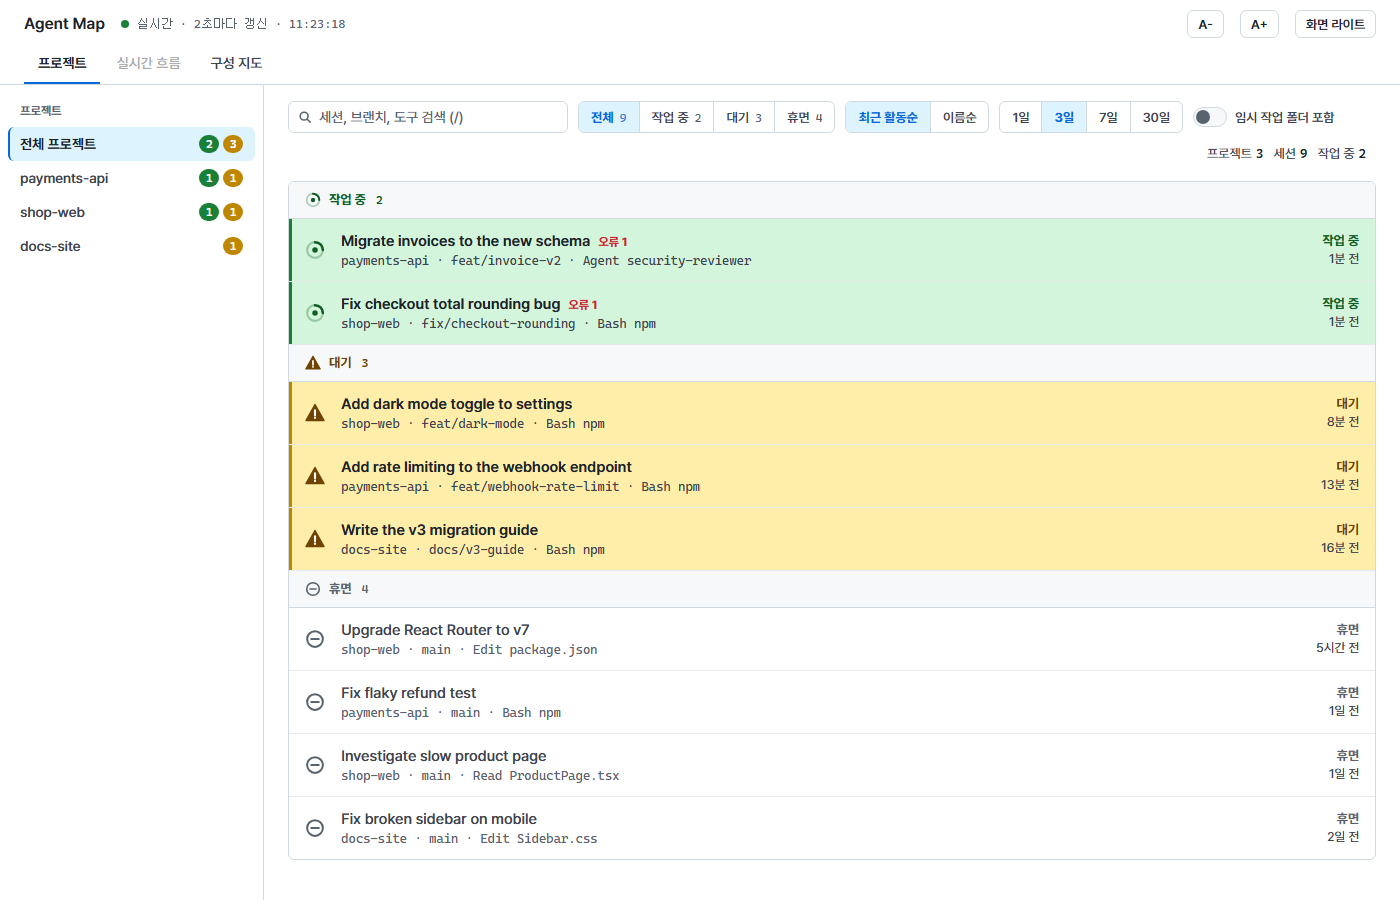 Agent Map 실시간 · 2초마다 갱신 · 11:23:18 A- A+ 화면 라이트
프로젝트 실시간 흐름 구성 지도
프로젝트
전체 프로젝트 2 3
payments-api 1 1
shop-web 1 1
docs-site 1
세션, 브랜치, 도구 검색 (/) 전체 9 작업 중 2 대기 3 휴면 4 최근 활동순 이름순 1일 3일 7일 30일 임시 작업 폴더 포함
프로젝트 3 세션 9 작업 중 2
작업 중 2
Migrate invoices to the new schema 오류 1 작업 중
payments-api · feat/invoice-v2 · Agent security-reviewer 1분 전
Fix checkout total rounding bug 오류 1 작업 중
shop-web · fix/checkout-rounding · Bash npm 1분 전
대기 3
Add dark mode toggle to settings 대기
shop-web · feat/dark-mode · Bash npm 8분 전
Add rate limiting to the webhook endpoint 대기
payments-api · feat/webhook-rate-limit · Bash npm 13분 전
Write the v3 migration guide 대기
docs-site · docs/v3-guide · Bash npm 16분 전
휴면 4
Upgrade React Router to v7 휴면
shop-web · main · Edit package.json 5시간 전
Fix flaky refund test 휴면
payments-api · main · Bash npm 1일 전
Investigate slow product page 휴면
shop-web · main · Read ProductPage.tsx 1일 전
Fix broken sidebar on mobile 휴면
docs-site · main · Edit Sidebar.css 2일 전